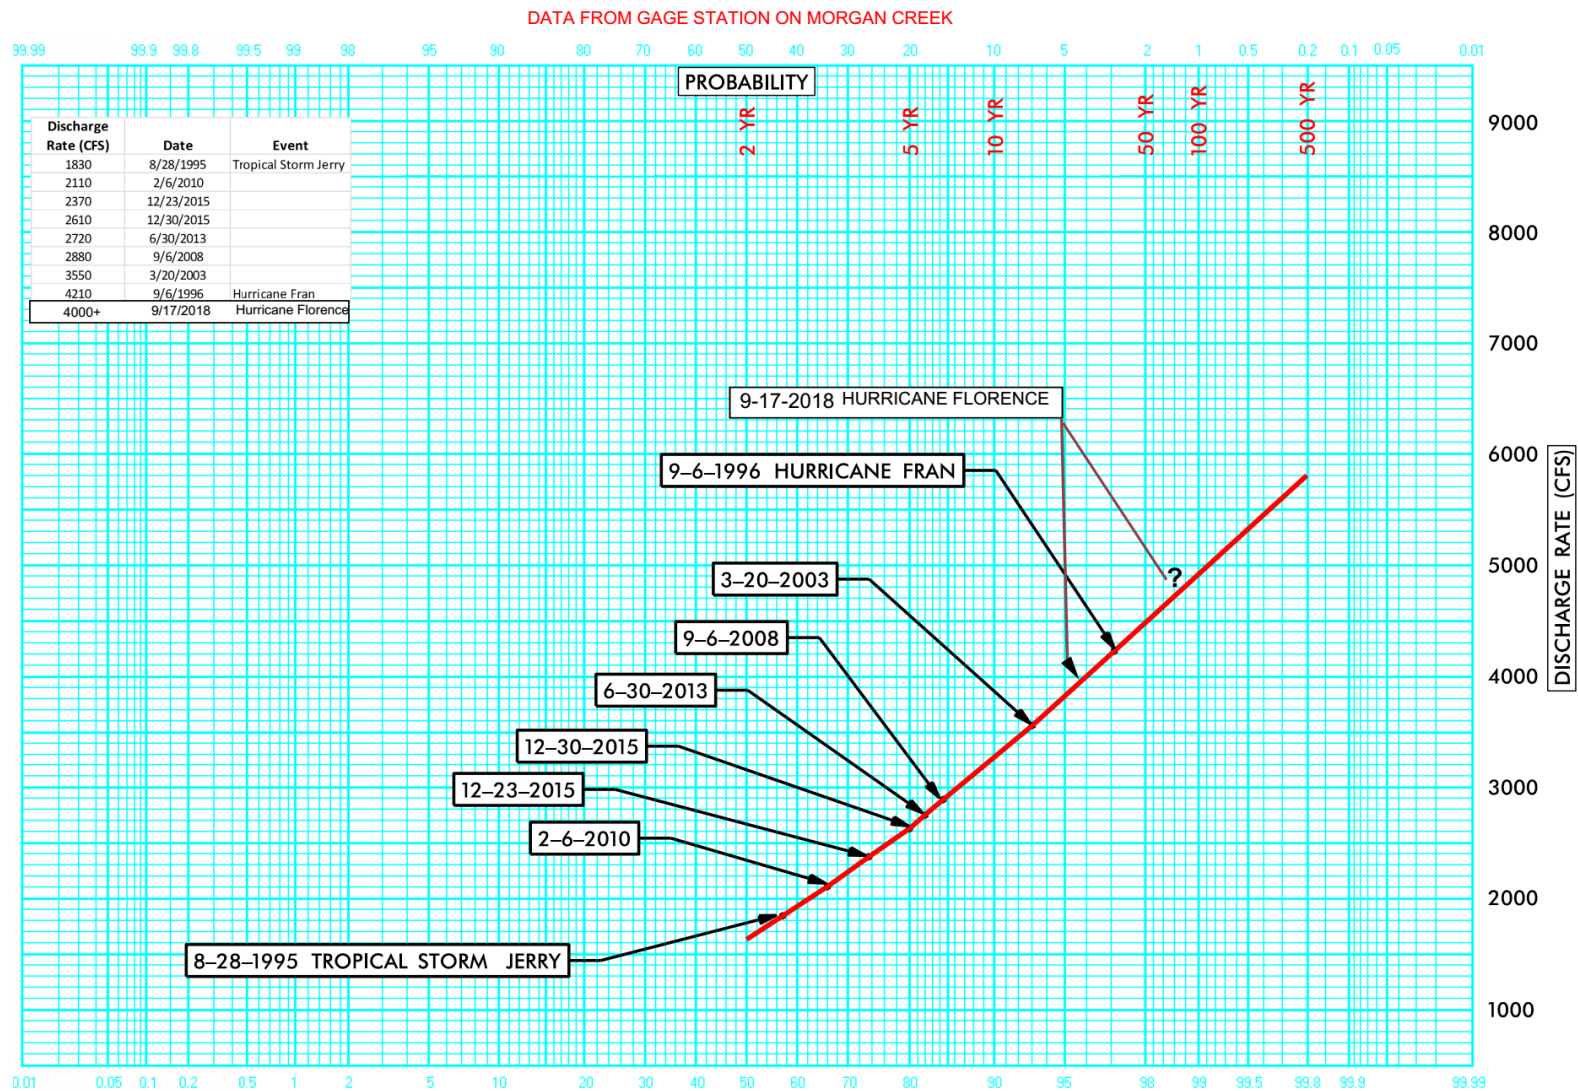 DATA FROM GAGE STATION ON MORGAN CREEK
99.99 99.9 99.8 99.5 99 98 95 90 80 70 60 50 40 30 20 10 5 2 1 0.5 0.2 0.1 0.05 0.01
PROBABILITY
2 YR
5 YR
10 YR
50 YR
100 YR
500 YR
Discharge
Rate (CFS) Date Event
1830 8/28/1995 Tropical Storm Jerry
2110 2/6/2010
2370 12/23/2015
2610 12/30/2015
2720 6/30/2013
2880 9/6/2008
3550 3/20/2003
4210 9/6/1996 Hurricane Fran
4000+ 9/17/2018 Hurricane Florence
9000
8000
7000
6000
5000
4000
3000
2000
1000
DISCHARGE RATE (CFS)
9-17-2018 HURRICANE FLORENCE
9–6–1996 HURRICANE FRAN
?
3–20–2003
9–6–2008
6–30–2013
12–30–2015
12–23–2015
2–6–2010
8–28–1995 TROPICAL STORM JERRY
0.01 0.05 0.1 0.2 0.5 1 2 5 10 20 30 40 50 60 70 80 90 95 98 99 99.5 99.8 99.9 99.99